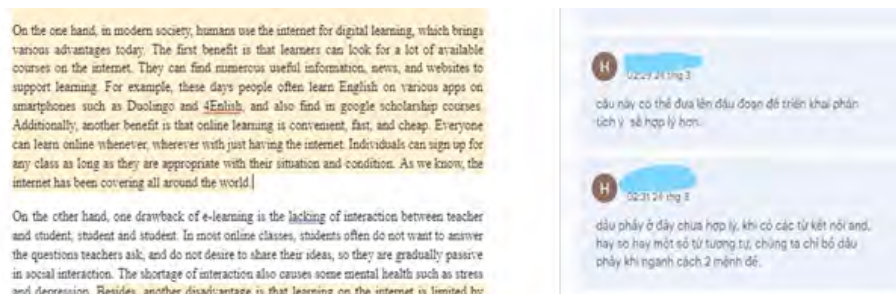 On the one hand, in modern society, humans use the internet for digital learning, which brings
various advantages today. The first benefit is that learners can look for a lot of available
courses on the internet. They can find numerous useful information, news, and websites to
support learning. For example, these days people often learn English on various apps on
smartphones such as Duolingo and 4Enlish, and also find in google scholarship courses.
Additionally, another benefit is that online learning is convenient, fast, and cheap. Everyone
can learn online whenever, wherever with just having the internet. Individuals can sign up for
any class as long as they are appropriate with their situation and condition. As we know, the
internet has been covering all around the world.
On the other hand, one drawback of e-learning is the lacking of interaction between teacher
and student, student and student. In most online classes, students often do not want to answer
the questions teachers ask, and do not desire to share their ideas, so they are gradually passive
in social interaction. The shortage of interaction also causes some mental health such as stress
and depression. Besides, another disadvantage is that learning on the internet is limited by
H
02:29 24 thg 3
câu này có thể đưa lên đầu đoạn để triển khai phân
tích ý sẽ hợp lý hơn.
H
02:31 24 thg 3
dấu phẩy ở đây chưa hợp lý, khi có các từ kết nối and,
hay so hay một số từ tương tự, chúng ta chỉ bỏ dấu
phẩy khi ngănh cách 2 mệnh đề.